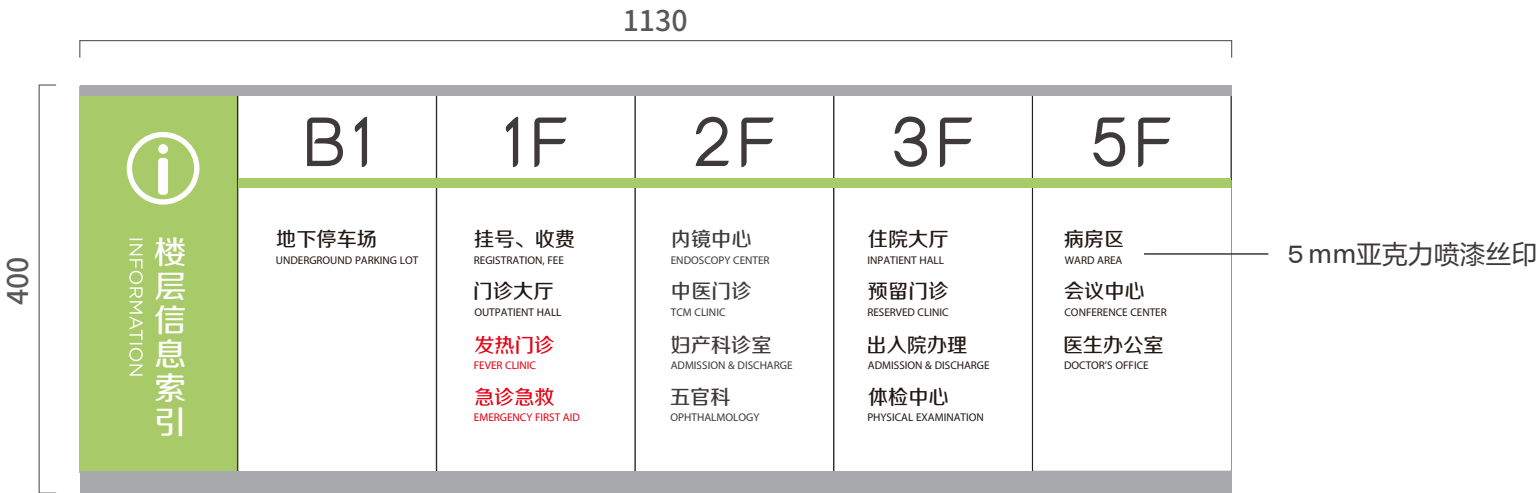 1130
400
楼层信息索引
INFORMATION
B1
地下停车场
UNDERGROUND PARKING LOT
1F
挂号、收费
REGISTRATION, FEE
门诊大厅
OUTPATIENT HALL
发热门诊
FEVER CLINIC
急诊急救
EMERGENCY FIRST AID
2F
内镜中心
ENDOSCOPY CENTER
中医门诊
TCM CLINIC
妇产科诊室
ADMISSION & DISCHARGE
五官科
OPHTHALMOLOGY
3F
住院大厅
INPATIENT HALL
预留门诊
RESERVED CLINIC
出入院办理
ADMISSION & DISCHARGE
体检中心
PHYSICAL EXAMINATION
5F
病房区
WARD AREA
会议中心
CONFERENCE CENTER
医生办公室
DOCTOR'S OFFICE
5mm亚克力喷漆丝印